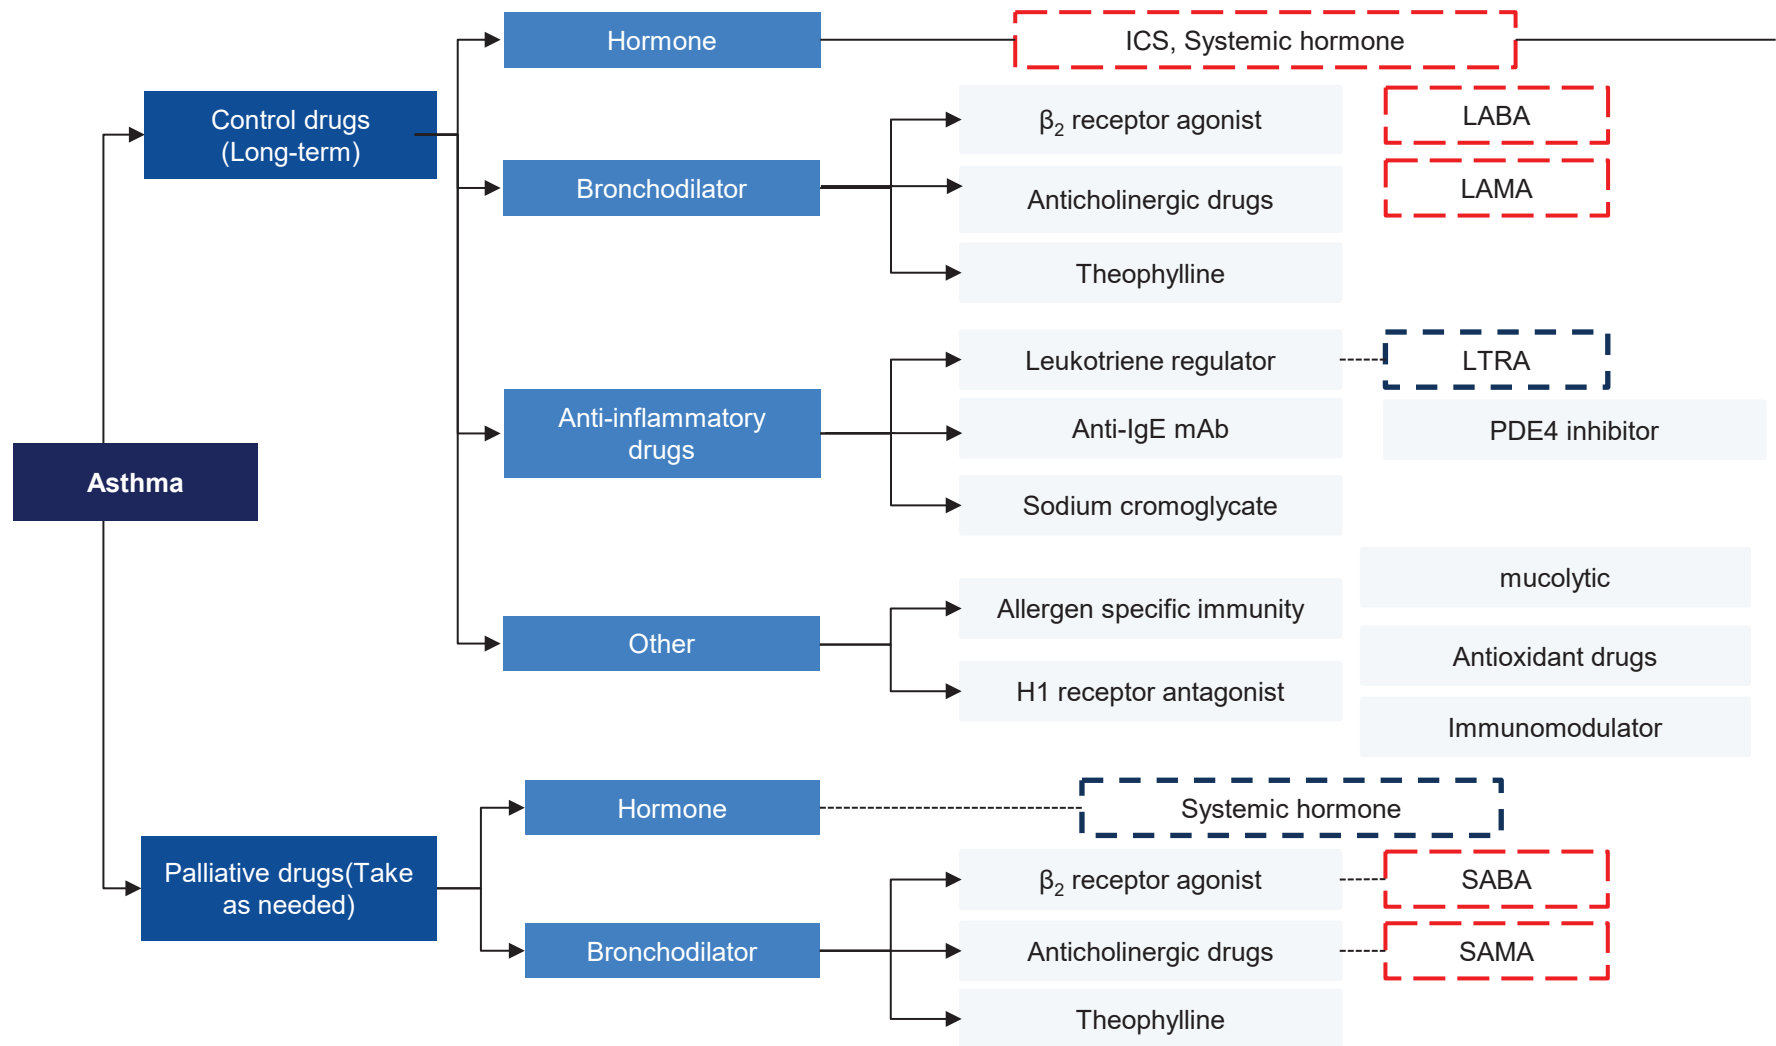 Hormone
ICS, Systemic hormone
Control drugs
(Long-term)
β₂ receptor agonist
LABA
Bronchodilator
Anticholinergic drugs
LAMA
Theophylline
Leukotriene regulator
LTRA
Anti-inflammatory
drugs
Anti-IgE mAb
PDE4 inhibitor
Asthma
Sodium cromoglycate
mucolytic
Allergen specific immunity
Other
Antioxidant drugs
H1 receptor antagonist
Immunomodulator
Hormone
Systemic hormone
Palliative drugs(Take
as needed)
β₂ receptor agonist
SABA
Bronchodilator
Anticholinergic drugs
SAMA
Theophylline